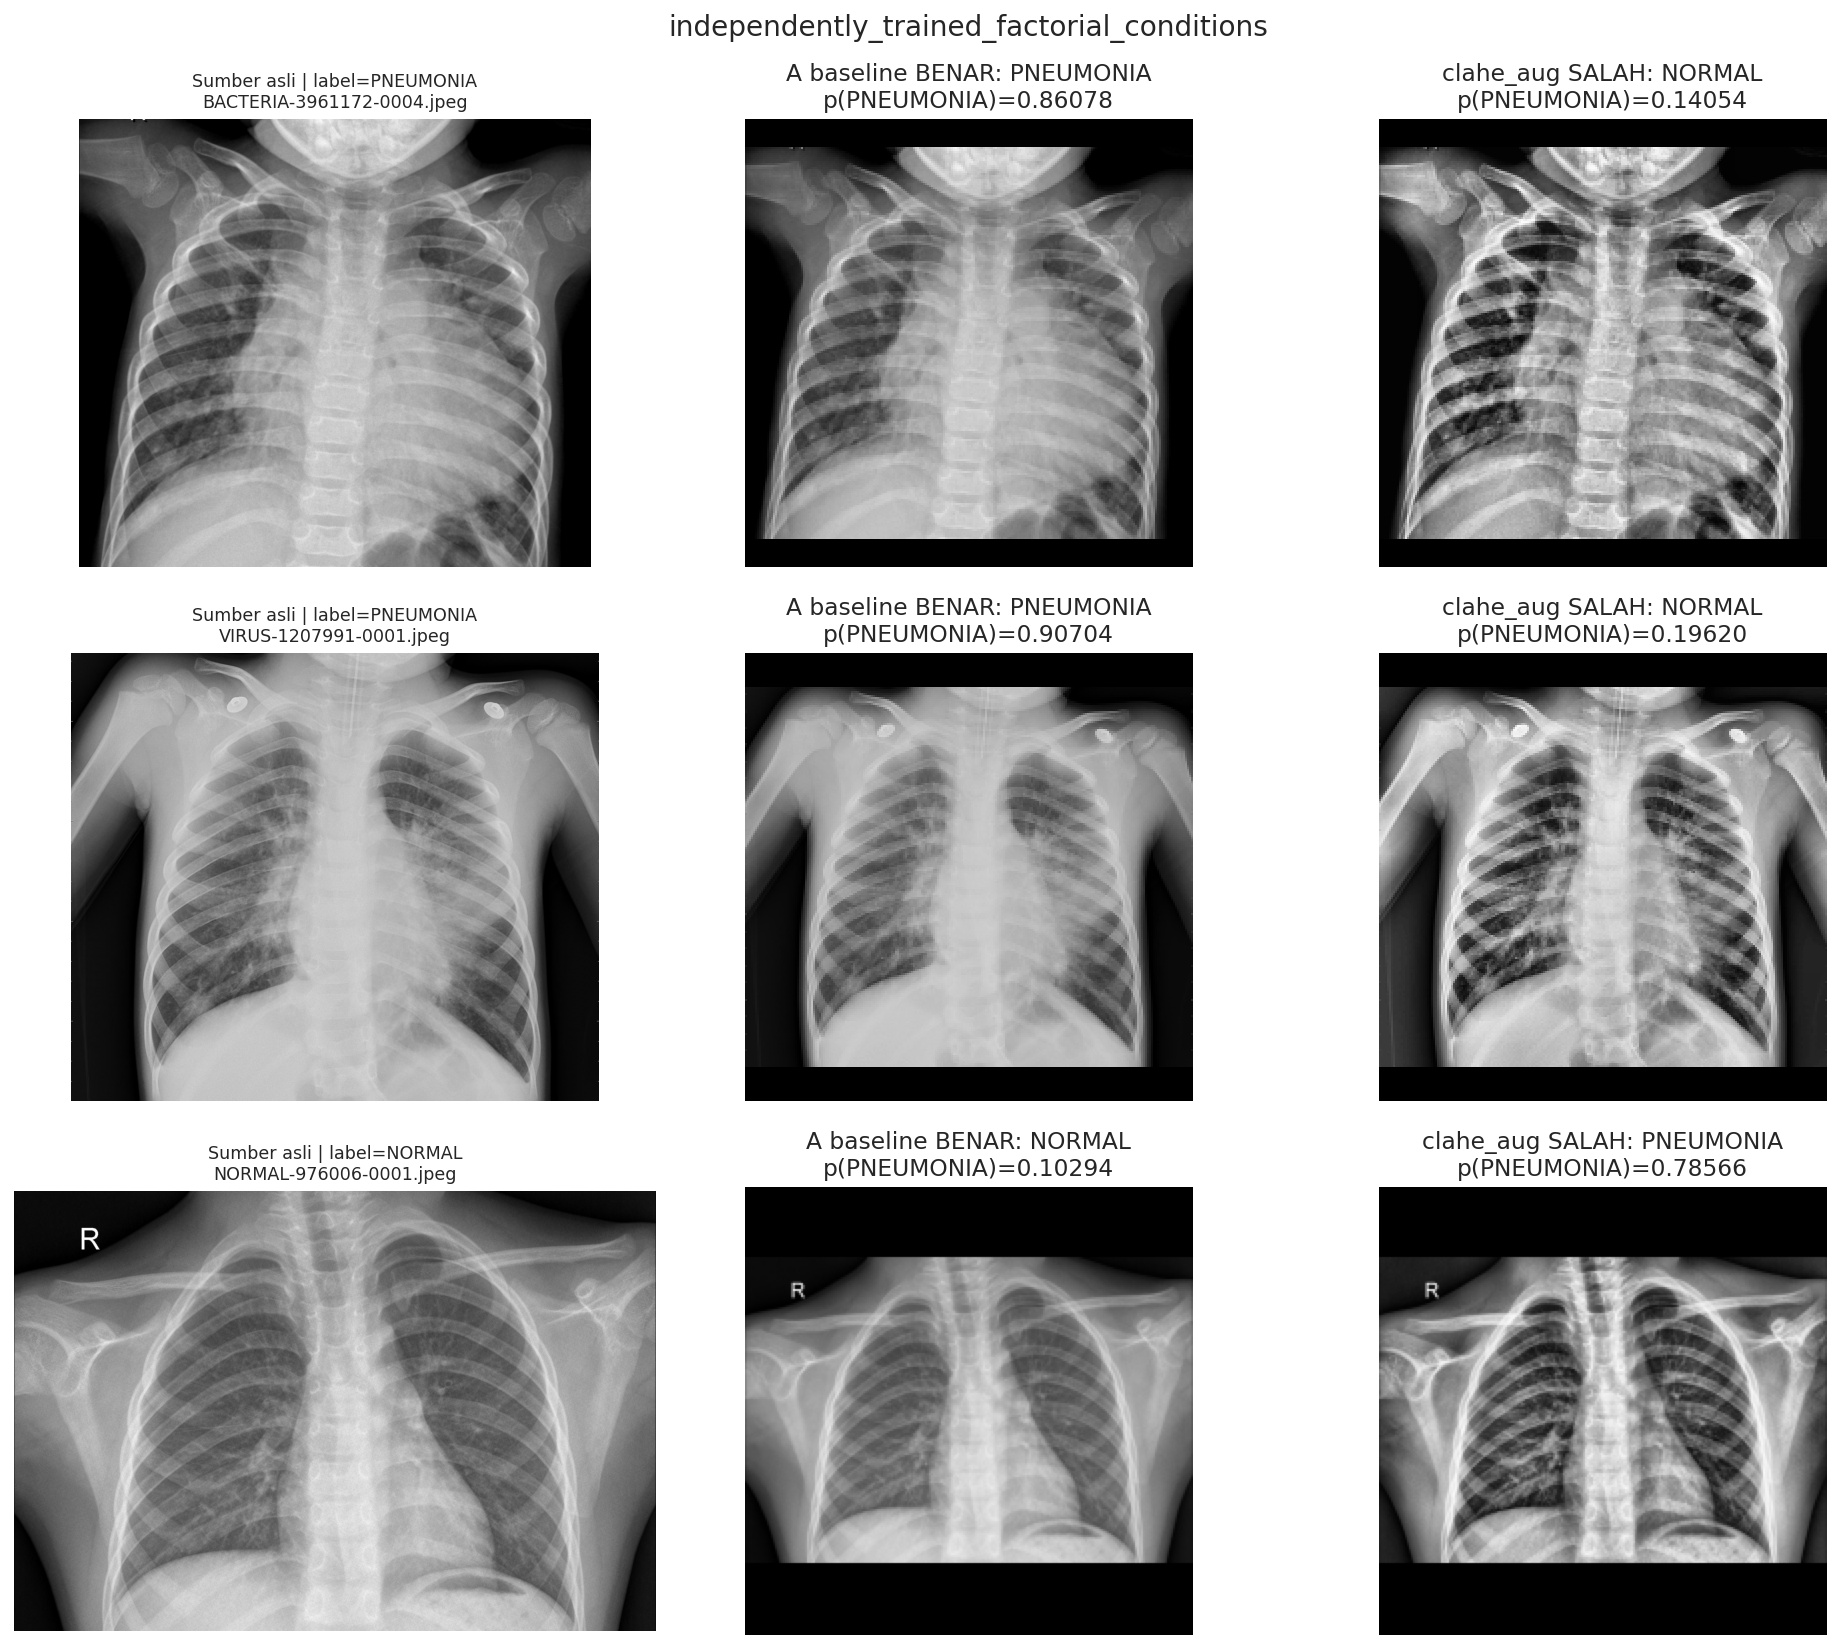 independently_trained_factorial_conditions
Sumber asli | label=PNEUMONIA
BACTERIA-3961172-0004.jpeg
A baseline BENAR: PNEUMONIA
p(PNEUMONIA)=0.86078
clahe_aug SALAH: NORMAL
p(PNEUMONIA)=0.14054
Sumber asli | label=PNEUMONIA
VIRUS-1207991-0001.jpeg
A baseline BENAR: PNEUMONIA
p(PNEUMONIA)=0.90704
clahe_aug SALAH: NORMAL
p(PNEUMONIA)=0.19620
Sumber asli | label=NORMAL
NORMAL-976006-0001.jpeg
A baseline BENAR: NORMAL
p(PNEUMONIA)=0.10294
clahe_aug SALAH: PNEUMONIA
p(PNEUMONIA)=0.78566
R
R
R